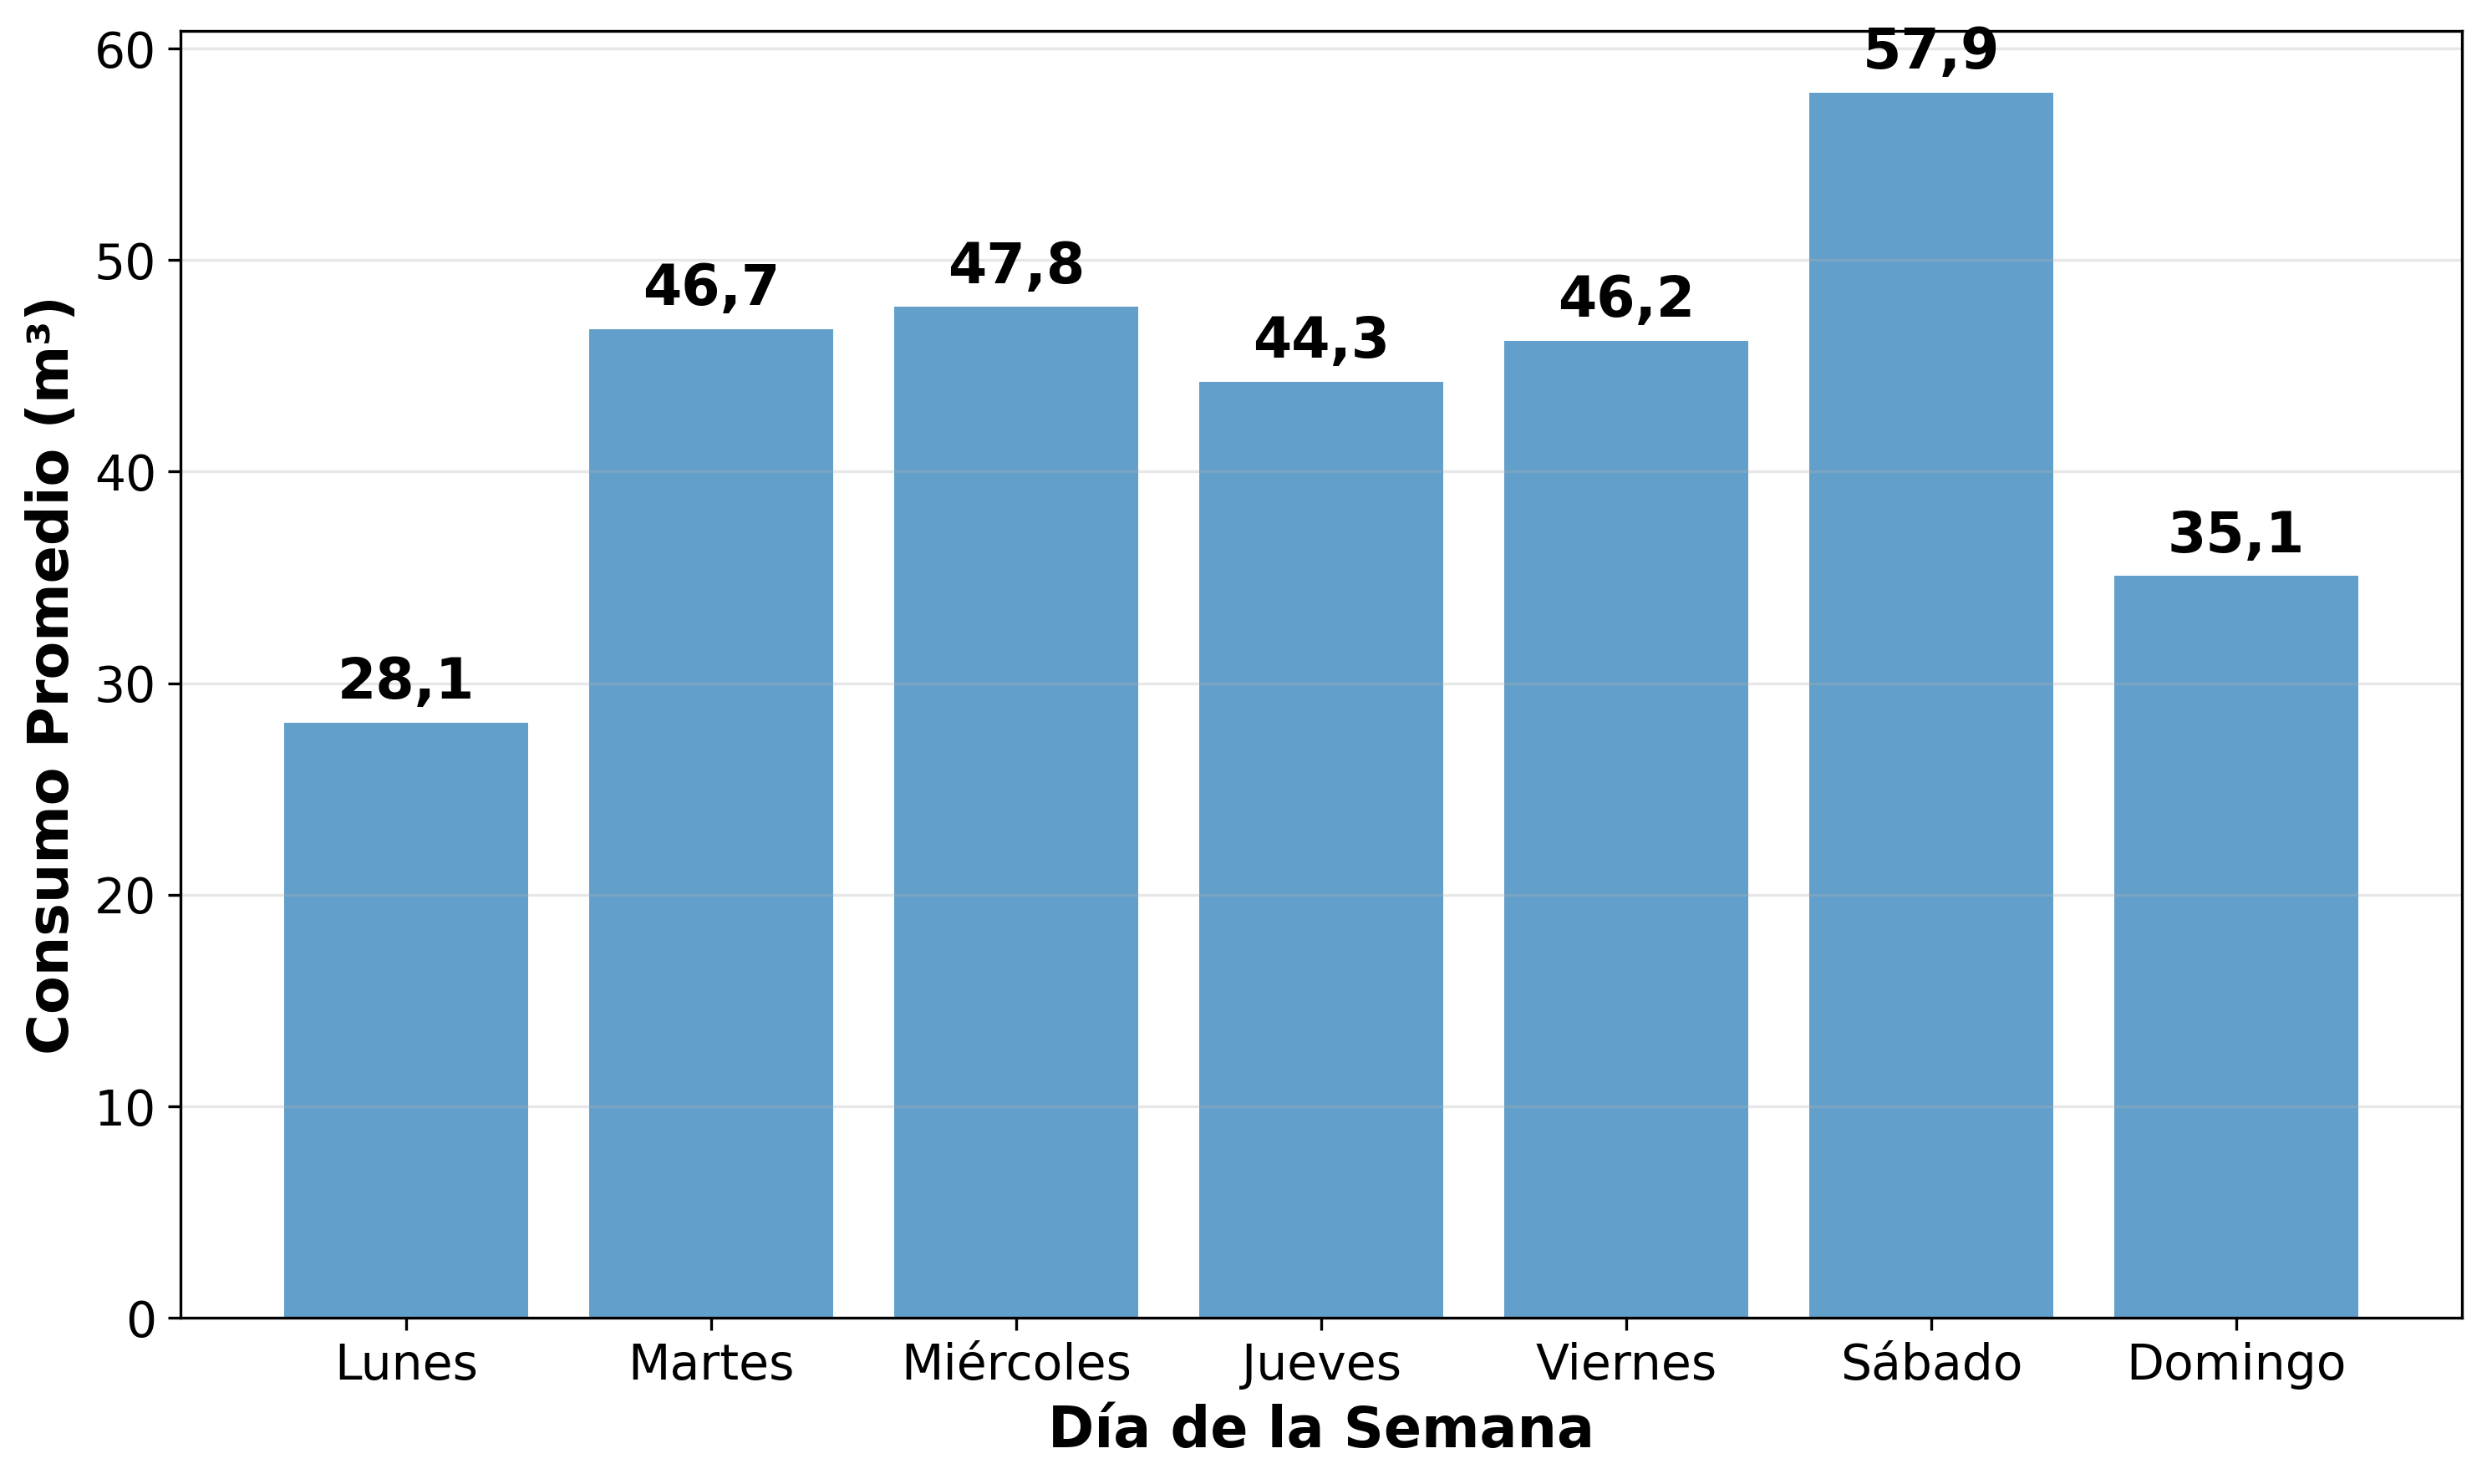 Consumo Promedio (m³)
60
50
40
30
20
10
0
28,1
46,7
47,8
44,3
46,2
57,9
35,1
Lunes
Martes
Miércoles
Jueves
Viernes
Sábado
Domingo
Día de la Semana